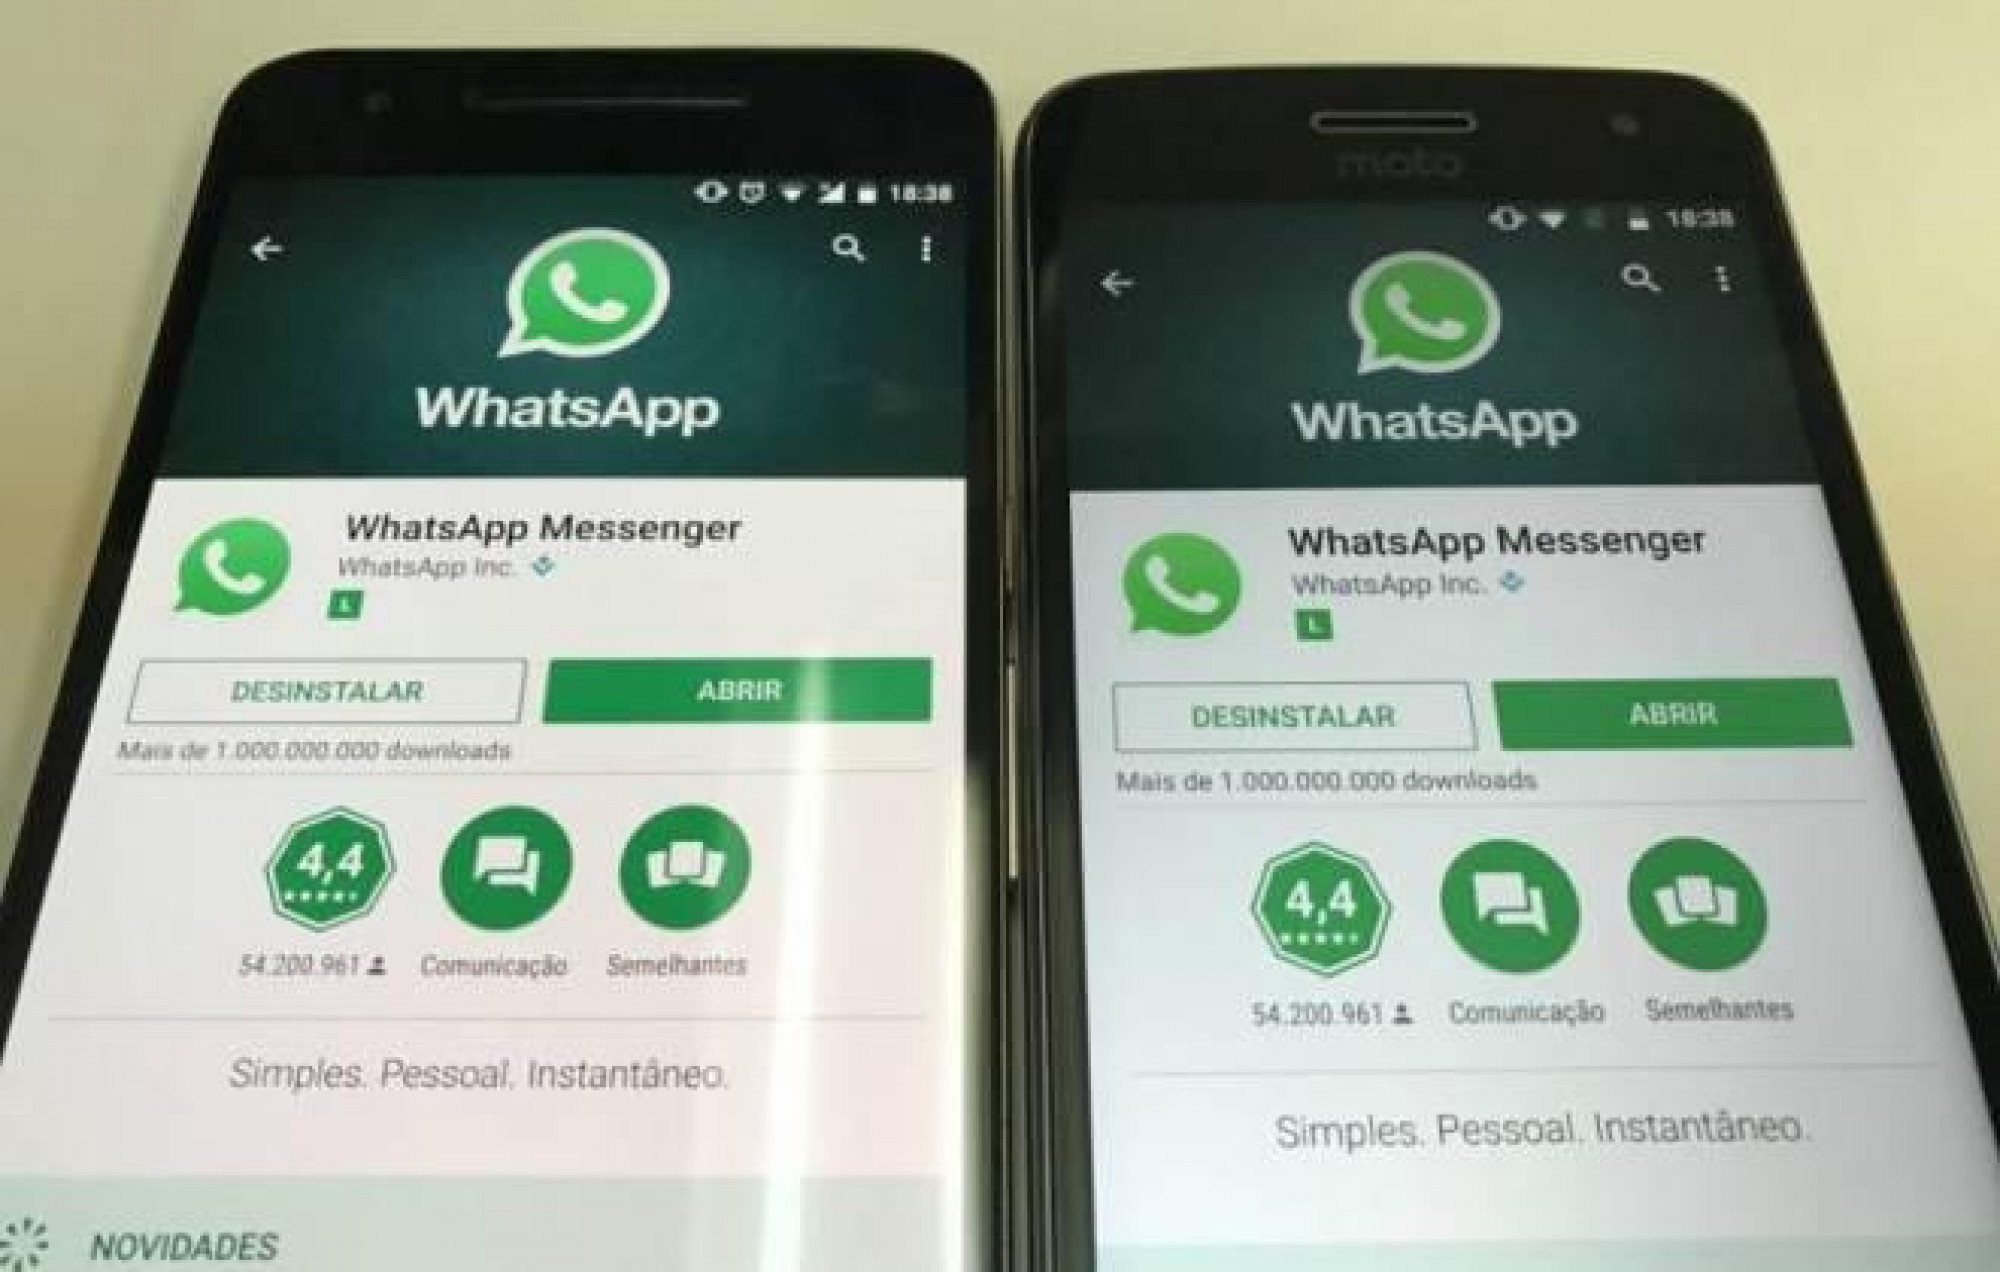 18:38
WhatsApp
WhatsApp Messenger
WhatsApp Inc.
L
DESINSTALAR
ABRIR
Mais de 1.000.000.000 downloads
4,4
54.200.961
Comunicação
Semelhantes
Simples. Pessoal. Instantâneo.
NOVIDADES
moto
18:38
WhatsApp
WhatsApp Messenger
WhatsApp Inc.
L
DESINSTALAR
ABRIR
Mais de 1.000.000.000 downloads
4,4
54.200.961
Comunicação
Semelhantes
Simples. Pessoal. Instantâneo.